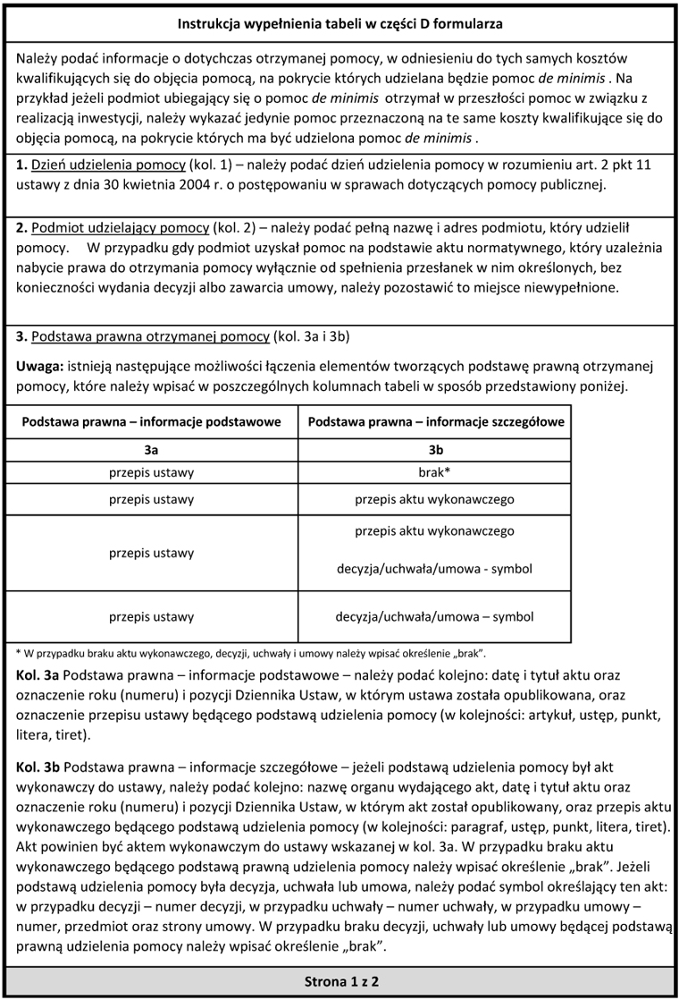 Instrukcja wypełnienia tabeli w części D formularza
Należy podać informacje o dotychczas otrzymanej pomocy, w odniesieniu do tych samych kosztów
kwalifikujących się do objęcia pomocą, na pokrycie których udzielana będzie pomoc de minimis . Na
przykład jeżeli podmiot ubiegający się o pomoc de minimis otrzymał w przeszłości pomoc w związku z
realizacją inwestycji, należy wykazać jedynie pomoc przeznaczoną na te same koszty kwalifikujące się do
objęcia pomocą, na pokrycie których ma być udzielona pomoc de minimis .
1. Dzień udzielenia pomocy (kol. 1) – należy podać dzień udzielenia pomocy w rozumieniu art. 2 pkt 11
ustawy z dnia 30 kwietnia 2004 r. o postępowaniu w sprawach dotyczących pomocy publicznej.
2. Podmiot udzielający pomocy (kol. 2) – należy podać pełną nazwę i adres podmiotu, który udzielił
pomocy. W przypadku gdy podmiot uzyskał pomoc na podstawie aktu normatywnego, który uzależnia
nabycie prawa do otrzymania pomocy wyłącznie od spełnienia przesłanek w nim określonych, bez
konieczności wydania decyzji albo zawarcia umowy, należy pozostawić to miejsce niewypełnione.
3. Podstawa prawna otrzymanej pomocy (kol. 3a i 3b)
Uwaga: istnieją następujące możliwości łączenia elementów tworzących podstawę prawną otrzymanej
pomocy, które należy wpisać w poszczególnych kolumnach tabeli w sposób przedstawiony poniżej.
Podstawa prawna – informacje podstawowe Podstawa prawna – informacje szczegółowe
3a 3b
przepis ustawy brak*
przepis ustawy przepis aktu wykonawczego
przepis aktu wykonawczego
przepis ustawy
decyzja/uchwała/umowa - symbol
przepis ustawy decyzja/uchwała/umowa – symbol
* W przypadku braku aktu wykonawczego, decyzji, uchwały i umowy należy wpisać określenie „brak”.
Kol. 3a Podstawa prawna – informacje podstawowe – należy podać kolejno: datę i tytuł aktu oraz
oznaczenie roku (numeru) i pozycji Dziennika Ustaw, w którym ustawa została opublikowana, oraz
oznaczenie przepisu ustawy będącego podstawą udzielenia pomocy (w kolejności: artykuł, ustęp, punkt,
litera, tiret).
Kol. 3b Podstawa prawna – informacje szczegółowe – jeżeli podstawą udzielenia pomocy był akt
wykonawczy do ustawy, należy podać kolejno: nazwę organu wydającego akt, datę i tytuł aktu oraz
oznaczenie roku (numeru) i pozycji Dziennika Ustaw, w którym akt został opublikowany, oraz przepis aktu
wykonawczego będącego podstawą udzielenia pomocy (w kolejności: paragraf, ustęp, punkt, litera, tiret).
Akt powinien być aktem wykonawczym do ustawy wskazanej w kol. 3a. W przypadku braku aktu
wykonawczego będącego podstawą prawną udzielenia pomocy należy wpisać określenie „brak”. Jeżeli
podstawą udzielenia pomocy była decyzja, uchwała lub umowa, należy podać symbol określający ten akt:
w przypadku decyzji – numer decyzji, w przypadku uchwały – numer uchwały, w przypadku umowy –
numer, przedmiot oraz strony umowy. W przypadku braku decyzji, uchwały lub umowy będącej podstawą
prawną udzielenia pomocy należy wpisać określenie „brak”.
Strona 1 z 2